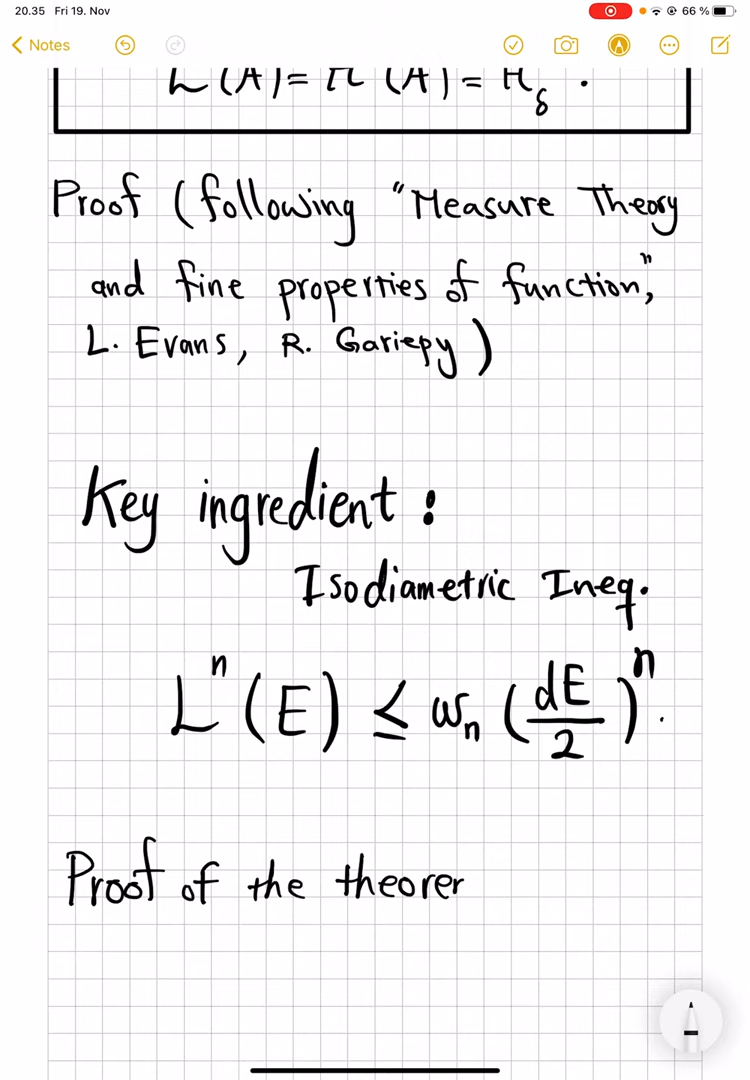 20.35 Fri 19. Nov
66 %
Notes
Proof (following "Measure Theory
and fine properties of function,"
L. Evans, R. Gariepy)
Key ingredient:
Isodiametric Ineq.
Lⁿ(E) ≤ ωₙ (dE/2)ⁿ.
Proof of the theorer